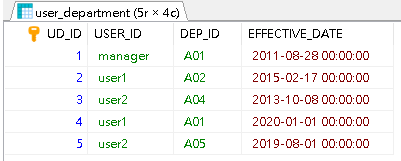 user_department (5r × 4c)
UD_ID USER_ID DEP_ID EFFECTIVE_DATE
1 manager A01 2011-08-28 00:00:00
2 user1 A02 2015-02-17 00:00:00
3 user2 A04 2013-10-08 00:00:00
4 user1 A01 2020-01-01 00:00:00
5 user2 A05 2019-08-01 00:00:00